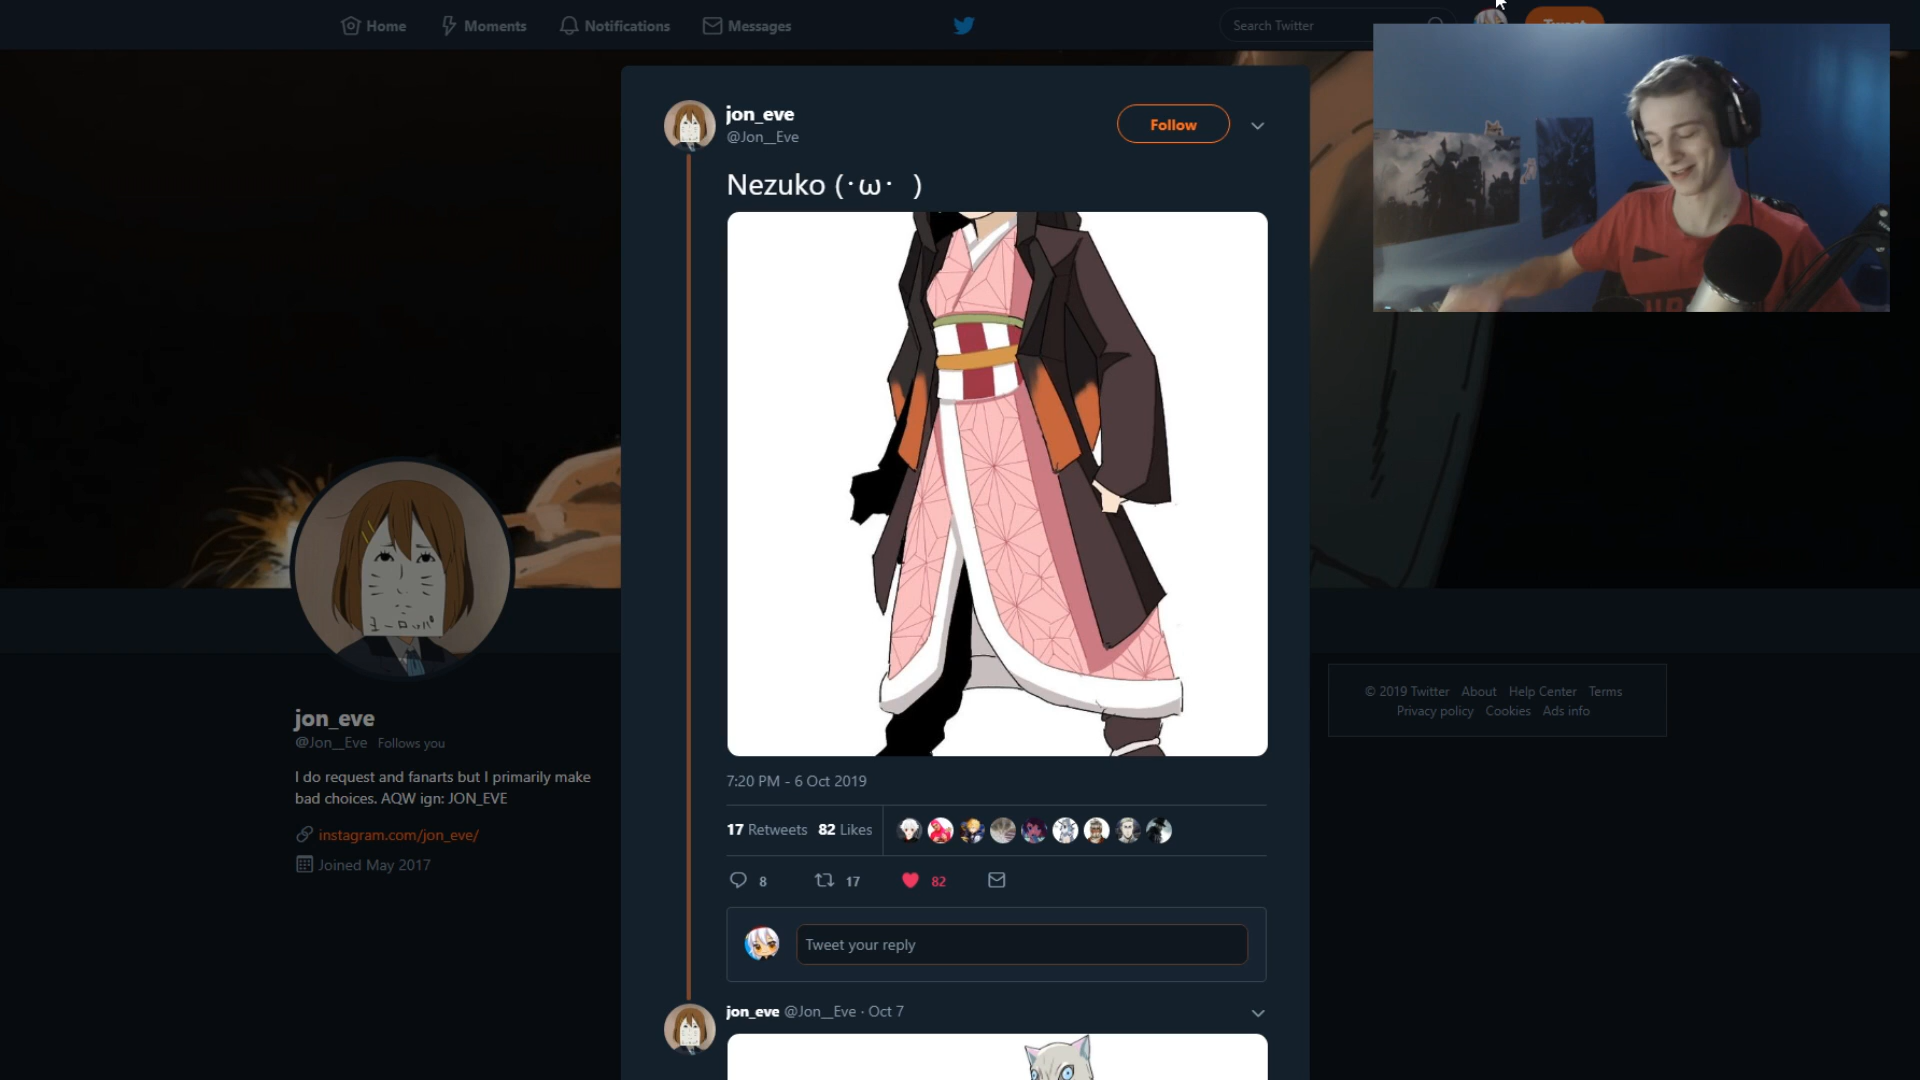 Home Moments Notifications Messages Search Twitter Tweet
jon_eve
@Jon__Eve
Follow
Nezuko (･ω･ )
7:20 PM - 6 Oct 2019
17 Retweets 82 Likes
8 17 82
Tweet your reply
jon_eve @Jon__Eve · Oct 7
jon_eve
@Jon__Eve Follows you
I do request and fanarts but I primarily make
bad choices. AQW ign: JON_EVE
instagram.com/jon_eve/
Joined May 2017
© 2019 Twitter About Help Center Terms
Privacy policy Cookies Ads info